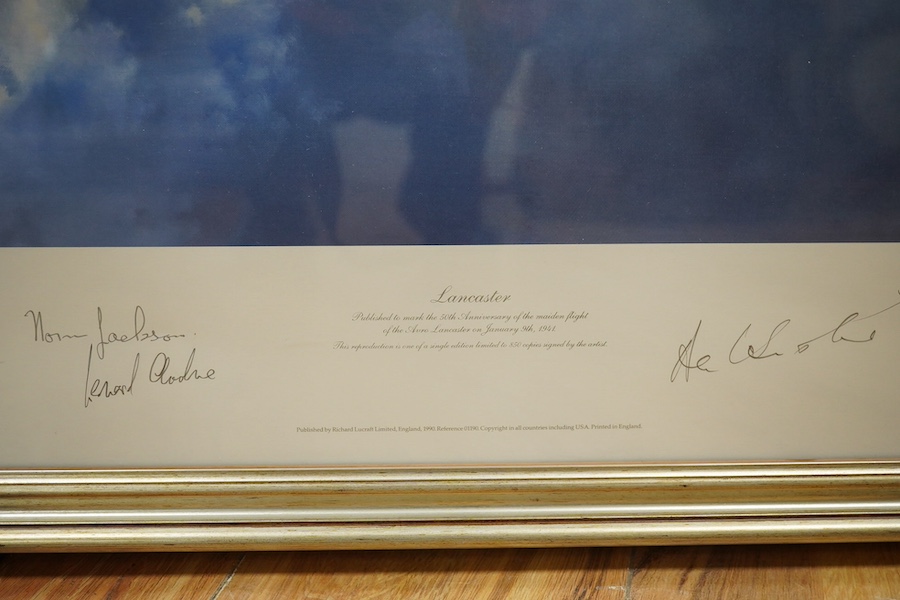 Lancaster
Published to mark the 50th Anniversary of the maiden flight
of the Avro Lancaster on January 9th, 1941
This reproduction is one of a single edition limited to 850 copies signed by the artist.
Norm Jackson.
Leonard
Published by Richard Lucraft Limited, England, 1990. Reference 01190. Copyright in all countries including USA. Printed in England.